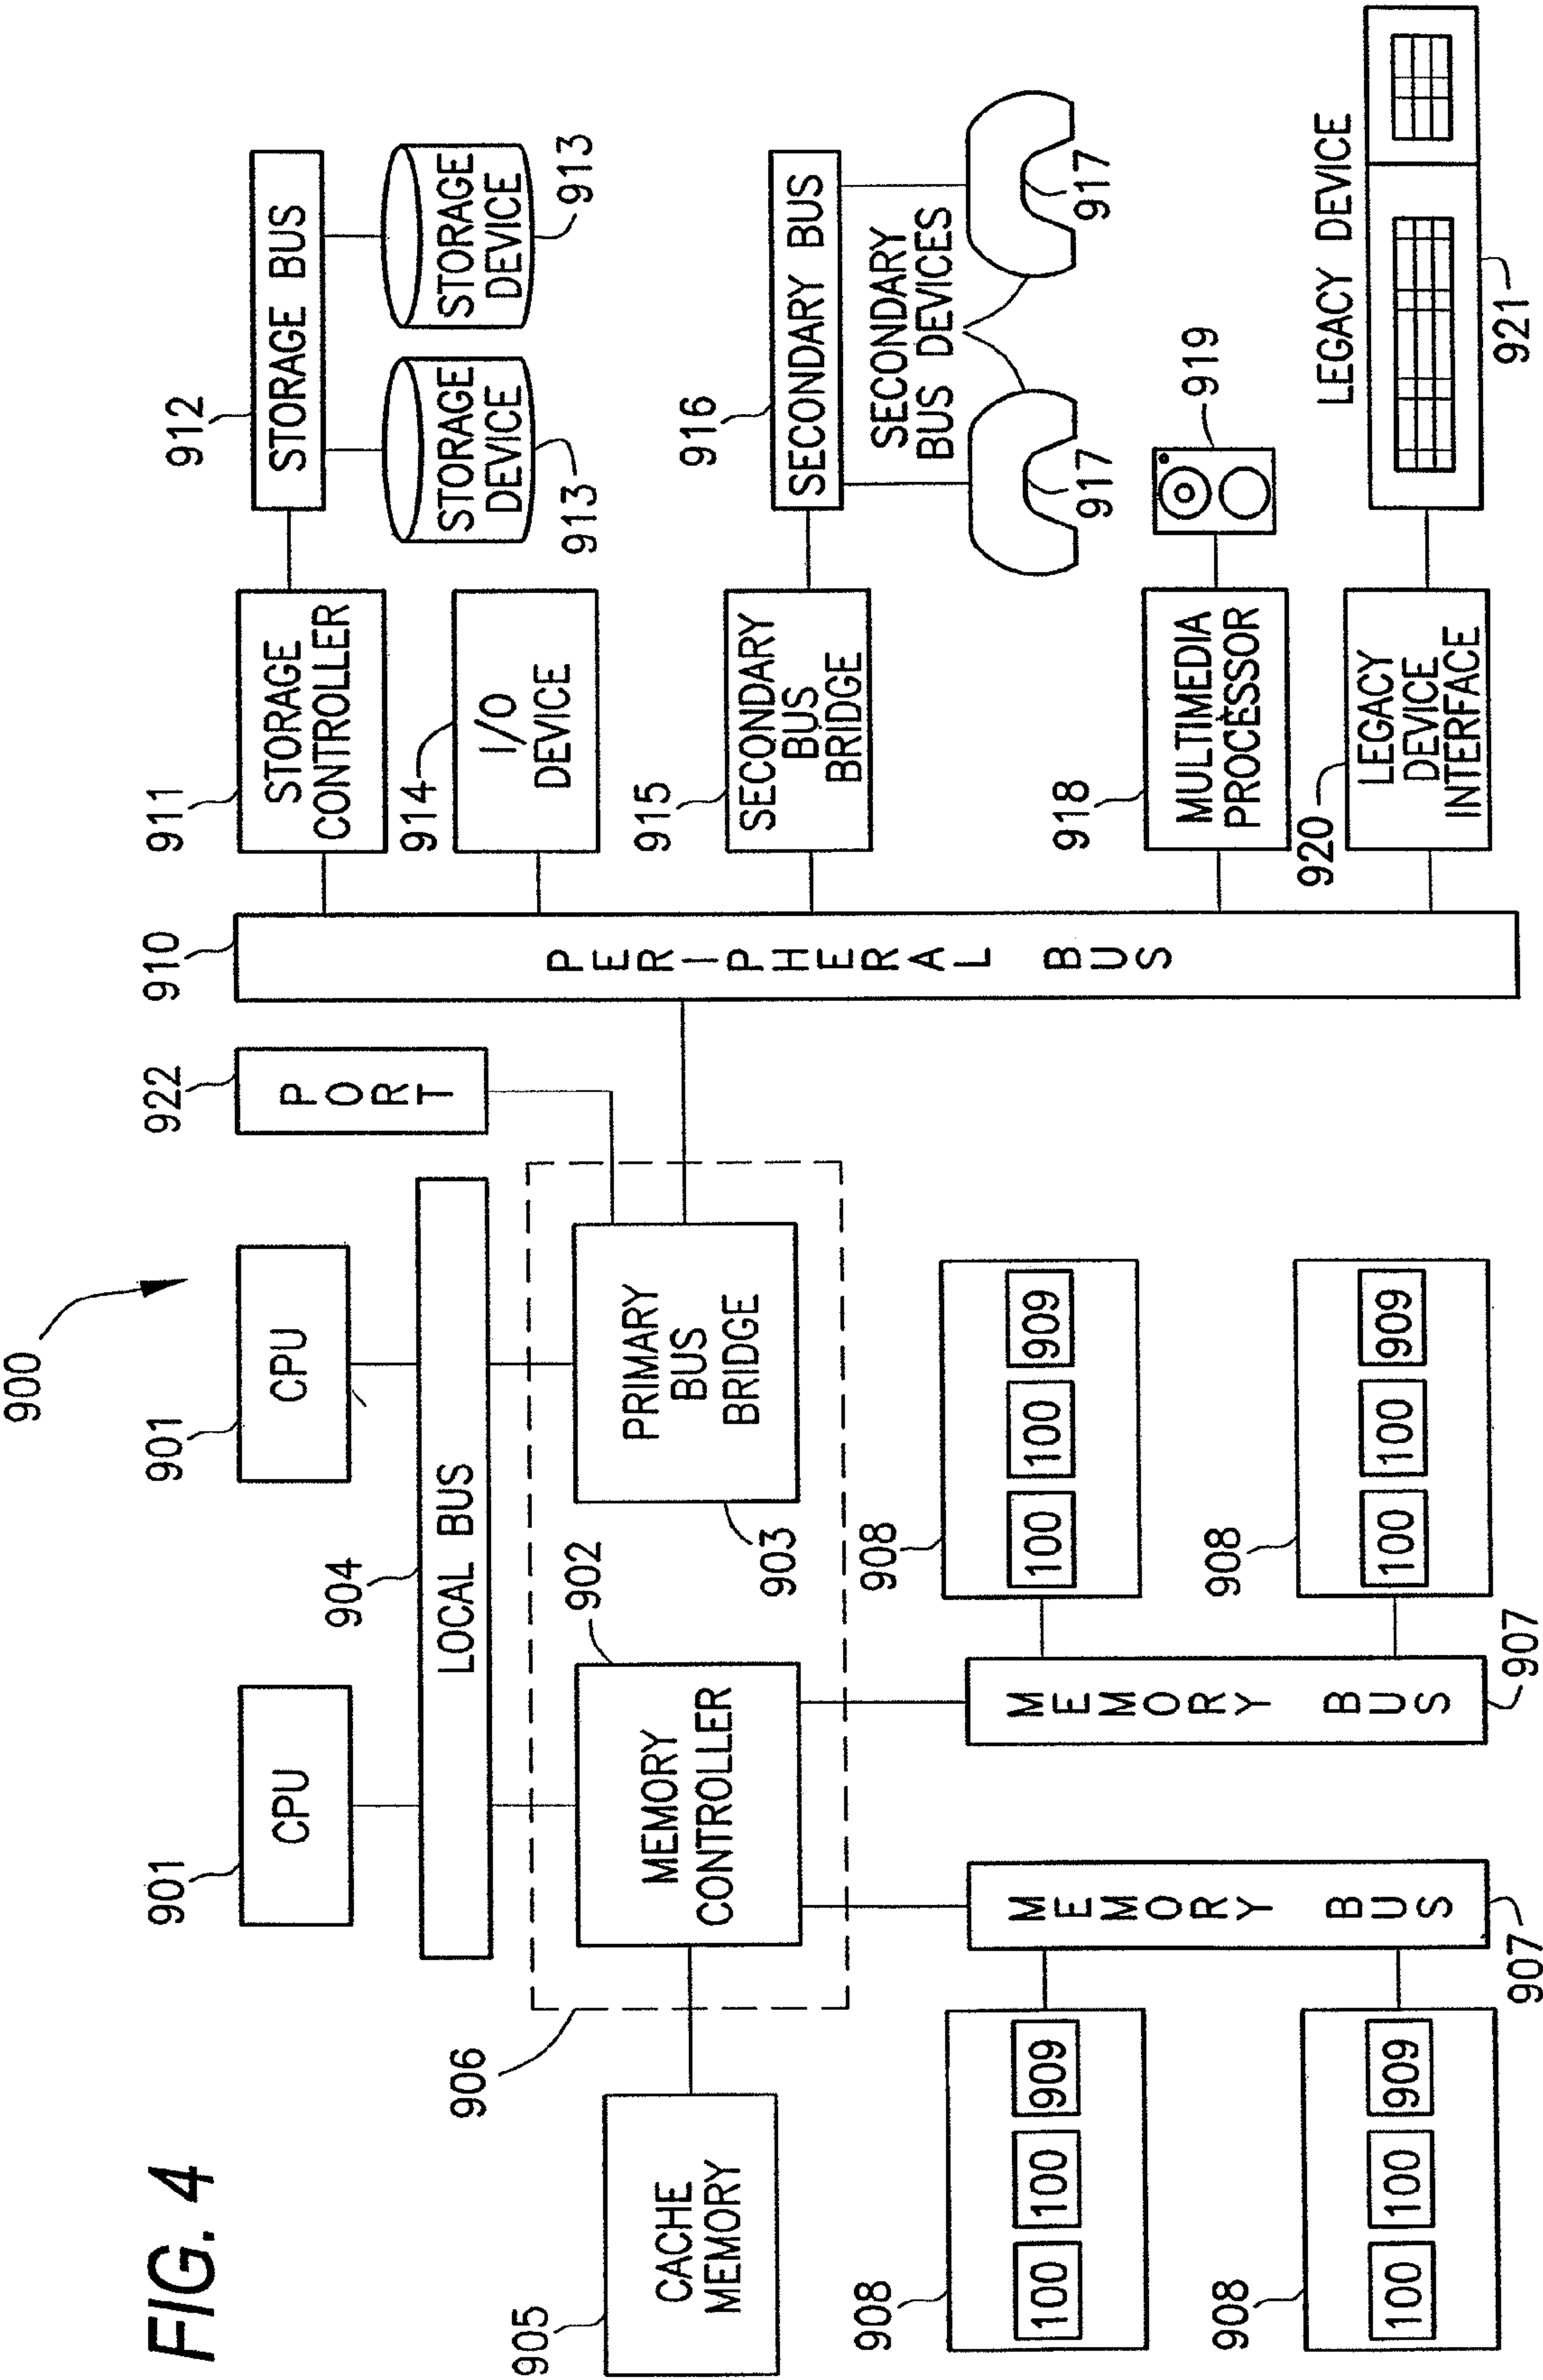 FIG. 4
900
901
CPU
901
CPU
904
LOCAL BUS
922
PORT
910
PERIPHERAL BUS
911
STORAGE
CONTROLLER
912
STORAGE BUS
STORAGE
DEVICE
913
STORAGE
DEVICE
913
914
I/O
DEVICE
915
SECONDARY
BUS
BRIDGE
916
SECONDARY BUS
SECONDARY
BUS DEVICES
917
917
918
MULTIMEDIA
PROCESSOR
919
920
LEGACY
DEVICE
INTERFACE
LEGACY DEVICE
921
906
905
CACHE
MEMORY
902
MEMORY
CONTROLLER
903
PRIMARY
BUS
BRIDGE
908
100 100 909
908
100 100 909
MEMORY BUS
907
MEMORY BUS
907
908
100 100 909
908
100 100 909